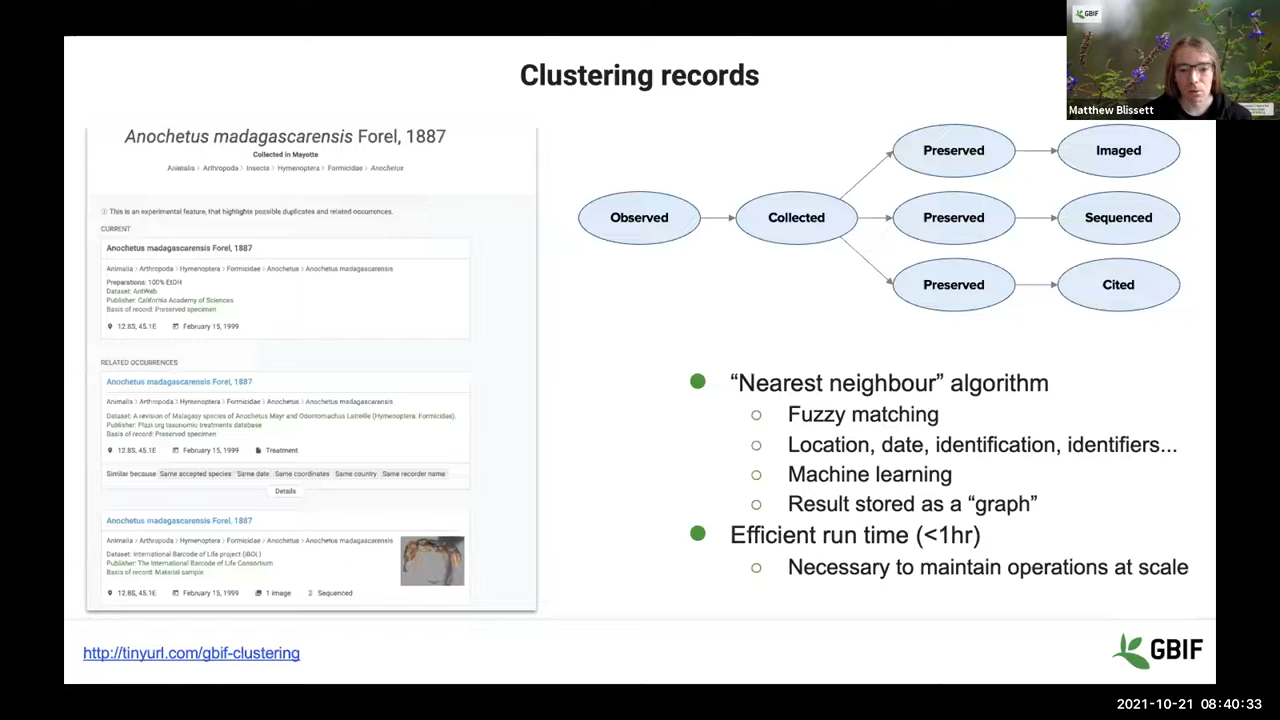 Clustering records
GBIF
Matthew Blissett
Anochetus madagascarensis Forel, 1887
Collected in Mayotte
Animalia > Arthropoda > Insecta > Hymenoptera > Formicidae > Anochetus
This is an experimental feature, that highlights possible duplicates and related occurrences.
CURRENT
Anochetus madagascarensis Forel, 1887
Animalia > Arthropoda > Hymenoptera > Formicidae > Anochetus > Anochetus madagascarensis
Preparations: 100% EtOH
Dataset: AntWeb
Publisher: California Academy of Sciences
Basis of record: Preserved specimen
12.8S, 45.1E February 15, 1999
RELATED OCCURRENCES
Anochetus madagascarensis Forel, 1887
Animalia > Arthropoda > Hymenoptera > Formicidae > Anochetus > Anochetus madagascarensis
Dataset: A revision of Malagasy species of Anochetus Mayr and Odontomachus Latreille (Hymenoptera, Formicidae).
Publisher: Plazi.org taxonomic treatments database
Basis of record: Preserved specimen
12.8S, 45.1E February 15, 1999 Treatment
Similar because Same accepted species Same date Same coordinates Same country Same recorder name
Details
Anochetus madagascarensis Forel, 1887
Animalia > Arthropoda > Hymenoptera > Formicidae > Anochetus > Anochetus madagascarensis
Dataset: International Barcode of Life project (iBOL)
Publisher: The International Barcode of Life Consortium
Basis of record: Material sample
12.8S, 45.1E February 15, 1999 1 image Sequenced
Preserved Imaged
Observed Collected Preserved Sequenced
Preserved Cited
“Nearest neighbour” algorithm
Fuzzy matching
Location, date, identification, identifiers...
Machine learning
Result stored as a “graph”
Efficient run time (<1hr)
Necessary to maintain operations at scale
http://tinyurl.com/gbif-clustering
GBIF
2021-10-21 08:40:33